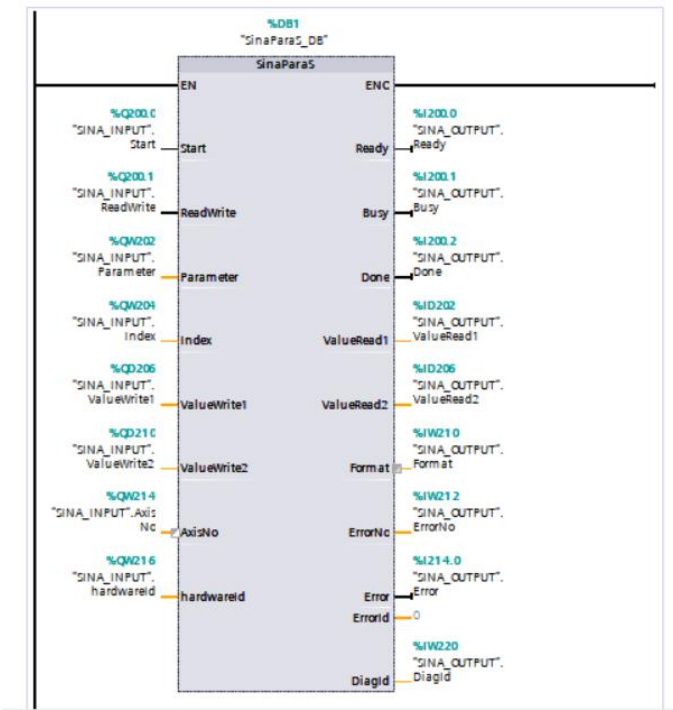 %DB1
"SinaParaS_DB"
SinaParaS
EN ENC
%Q200.0
"SINA_INPUT".
Start
Start
Ready
%I200.0
"SINA_OUTPUT".
Ready
%Q200.1
"SINA_INPUT".
ReadWrite
ReadWrite
Busy
%I200.1
"SINA_OUTPUT".
Busy
%QW202
"SINA_INPUT".
Parameter
Parameter
Done
%I200.2
"SINA_OUTPUT".
Done
%QW204
"SINA_INPUT".
Index
Index
ValueRead1
%ID202
"SINA_OUTPUT".
ValueRead1
%QD206
"SINA_INPUT".
ValueWrite1
ValueWrite1
ValueRead2
%ID206
"SINA_OUTPUT".
ValueRead2
%QD210
"SINA_INPUT".
ValueWrite2
ValueWrite2
Format
%IW210
"SINA_OUTPUT".
Format
%QW214
"SINA_INPUT".Axis
No
AxisNo
ErrorNo
%IW212
"SINA_OUTPUT".
ErrorNo
%QW216
"SINA_INPUT".
hardwareId
hardwareId
Error
%I214.0
"SINA_OUTPUT".
Error
ErrorId
0
DiagId
%IW220
"SINA_OUTPUT".
DiagId